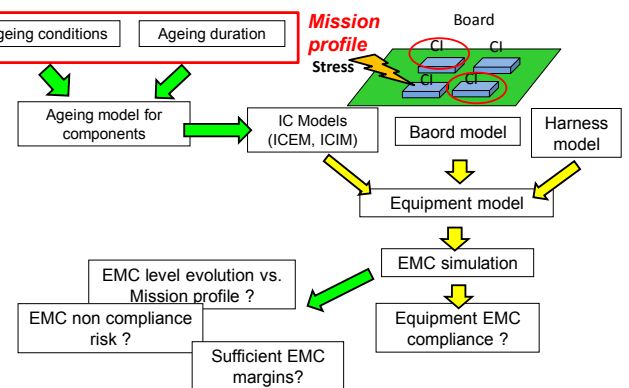 Mission
profile
Board
geing conditions
Ageing duration
CI
CI
Stress
CI
CI
Ageing model for
components
IC Models
(ICEM, ICIM)
Baord model
Harness
model
Equipment model
EMC simulation
EMC level evolution vs.
Mission profile ?
EMC non compliance
risk ?
Equipment EMC
compliance ?
Sufficient EMC
margins?